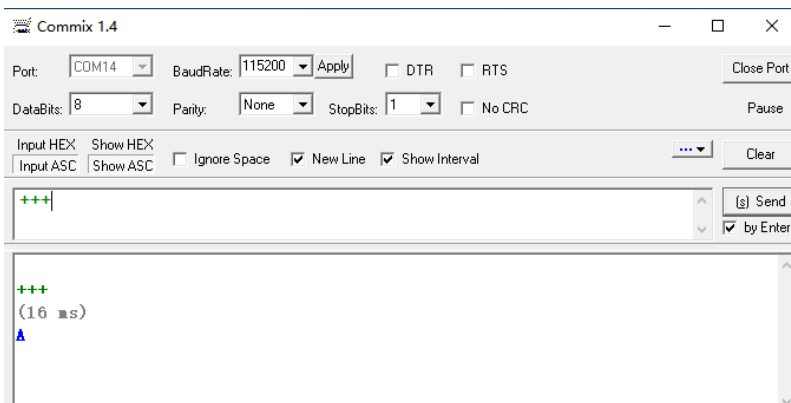 Commix 1.4
Port: COM14 BaudRate: 115200 Apply DTR RTS Close Port
DataBits: 8 Parity: None StopBits: 1 No CRC Pause
Input HEX Show HEX
Input ASC Show ASC Ignore Space New Line Show Interval ... Clear
+++ (s) Send
by Enter
+++
(16 ms)
A